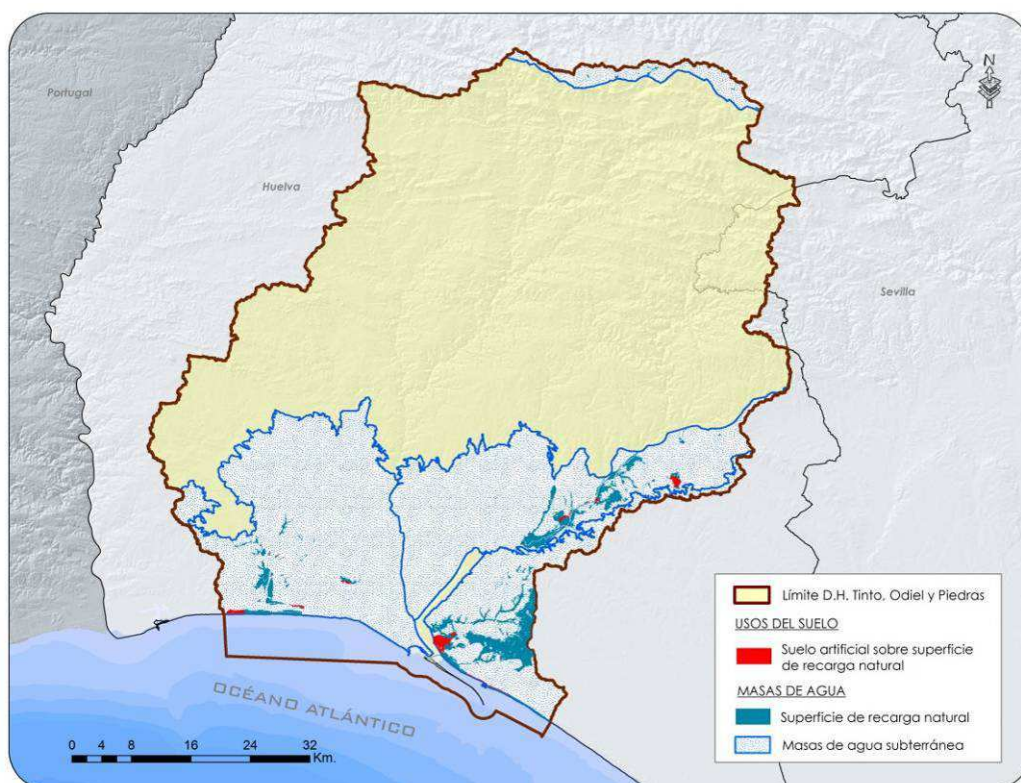 N
Portugal
Huelva
Sevilla
OCÉANO ATLÁNTICO
0 4 8 16 24 32
Km.
Límite D.H. Tinto, Odiel y Piedras
USOS DEL SUELO
Suelo artificial sobre superficie
de recarga natural
MASAS DE AGUA
Superficie de recarga natural
Masas de agua subterránea